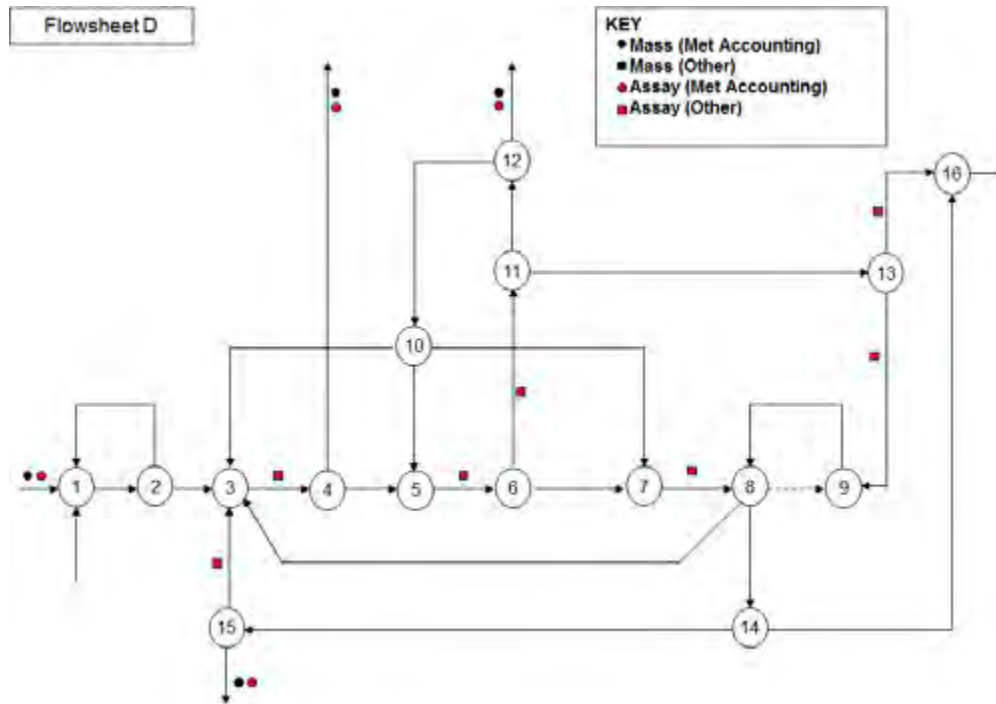 Flowsheet D
KEY
Mass (Met Accounting)
Mass (Other)
Assay (Met Accounting)
Assay (Other)
12
16
11
13
10
1
2
3
4
5
6
7
8
9
15
14